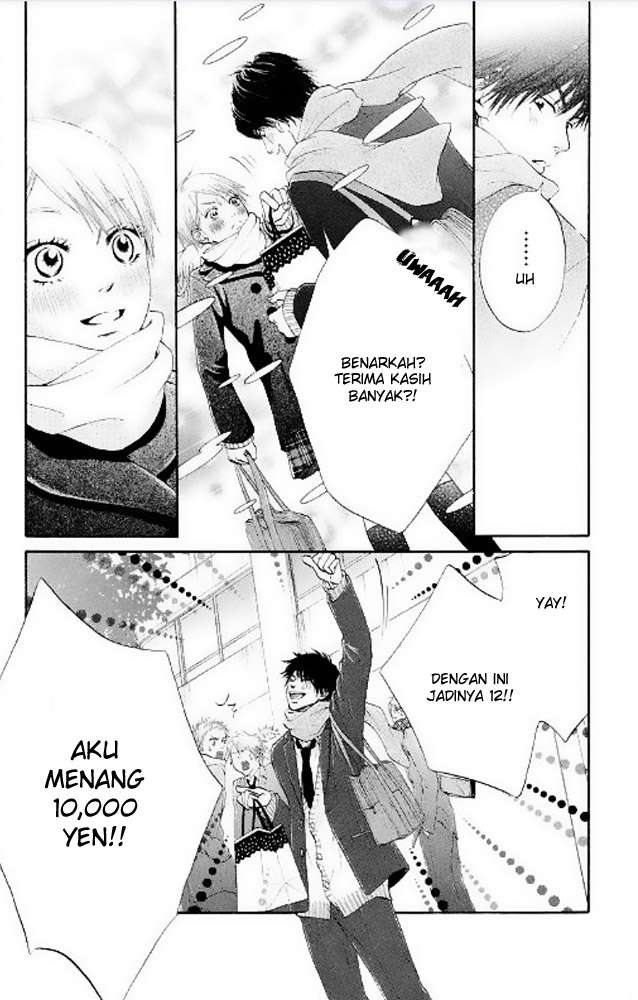 ........
UH
UWAAAH
BENARKAH?
TERIMA KASIH
BANYAK?!
YAY!
DENGAN INI
JADINYA 12!!
AKU
MENANG
10,000
YEN!!